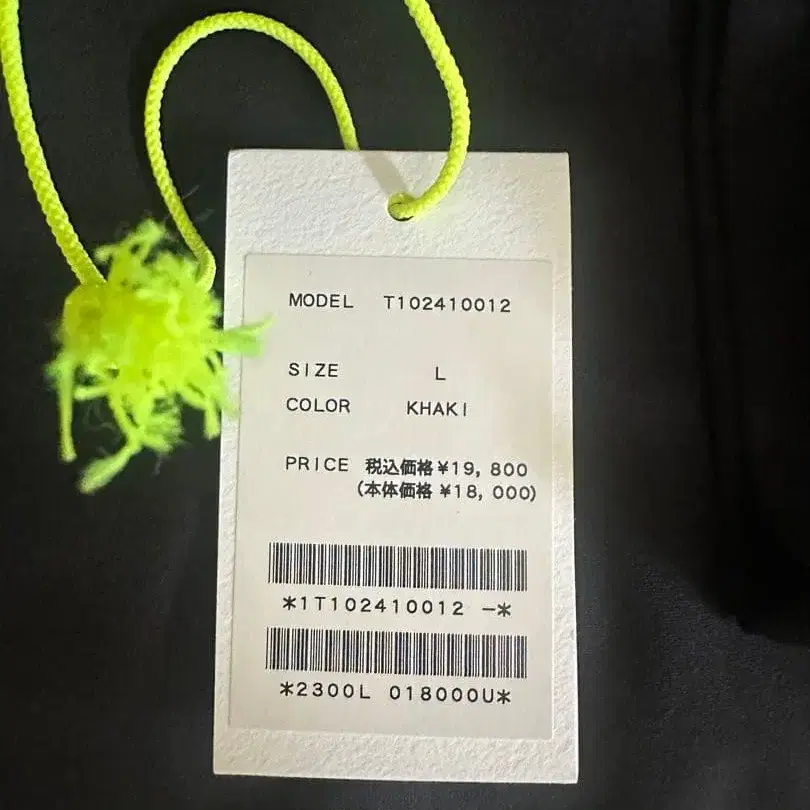 MODEL T102410012
SIZE L
COLOR KHAKI
PRICE 税込価格 ¥19,800
(本体価格 ¥18,000)
*1T102410012 -*
*2300L 018000U*